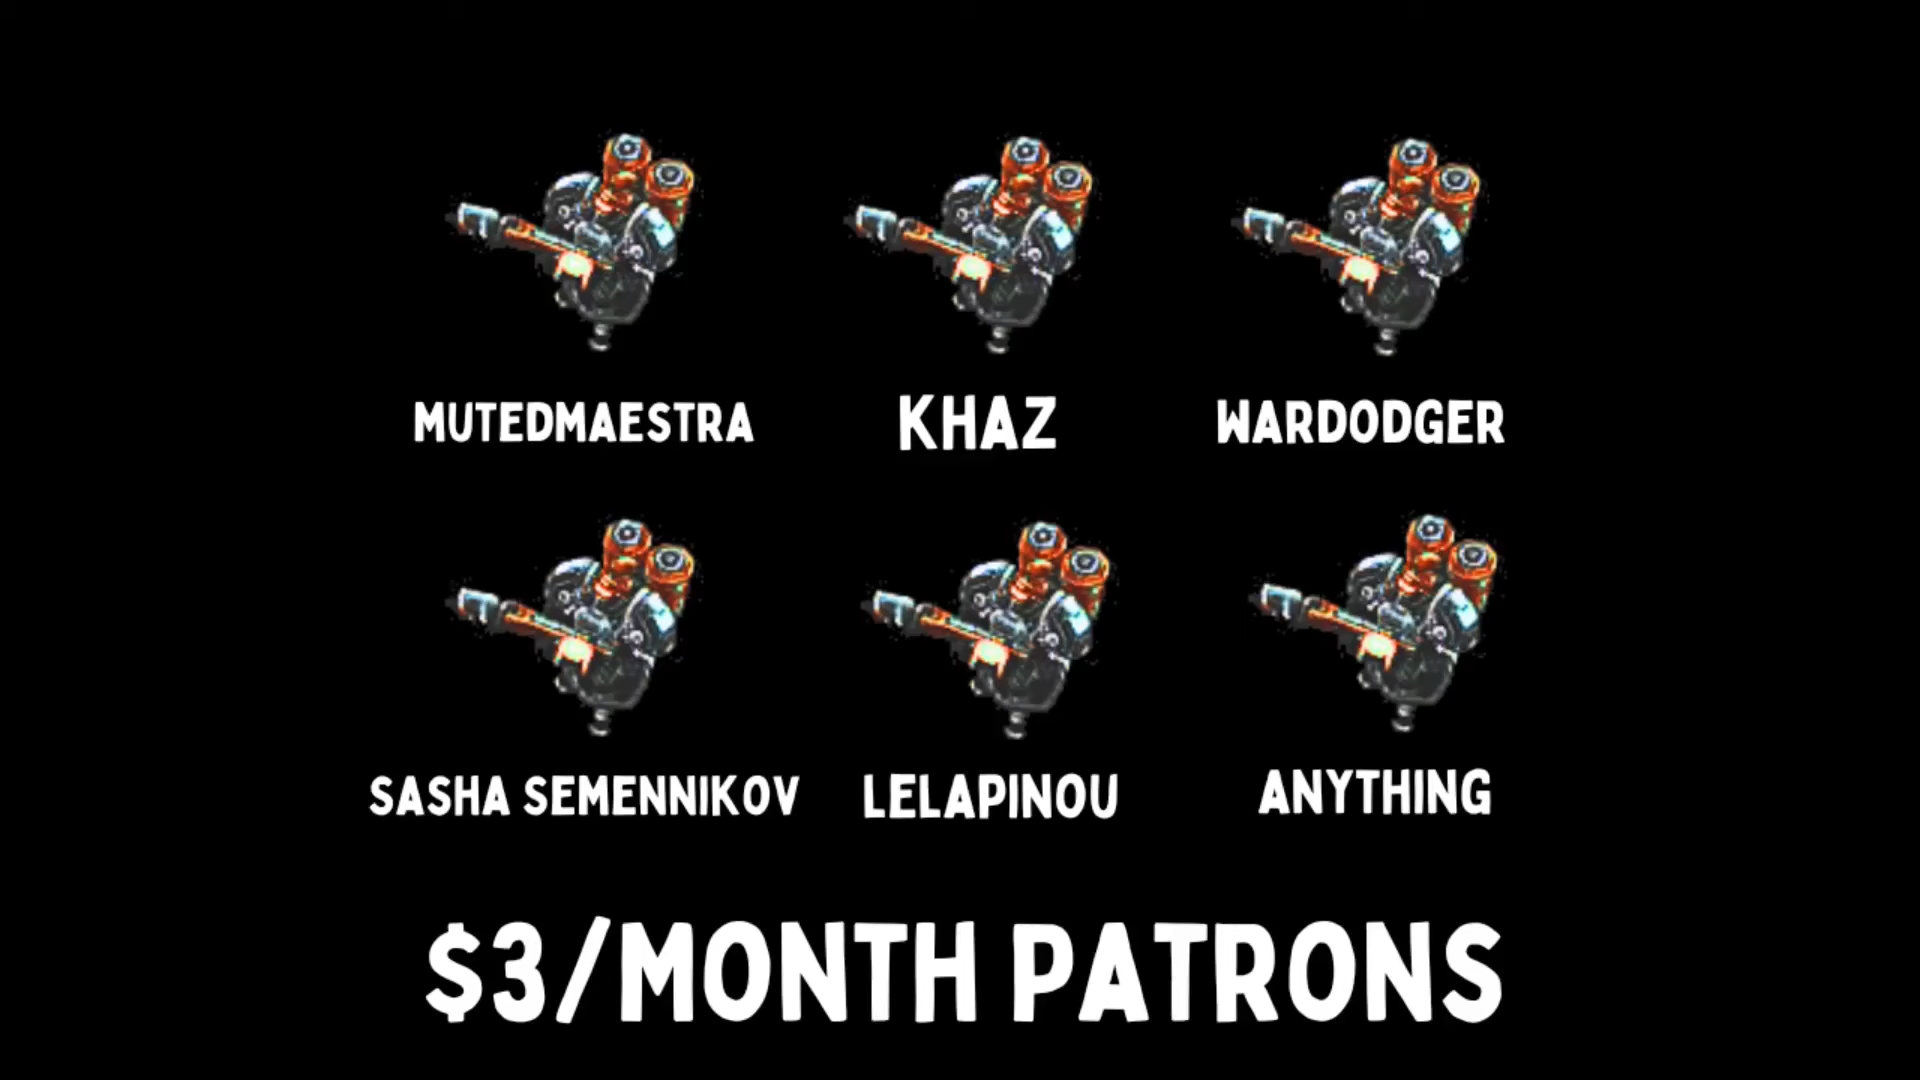 MUTEDMAESTRA KHAZ WARDODGER
SASHA SEMENNIKOV LELAPINOU ANYTHING
$3/MONTH PATRONS